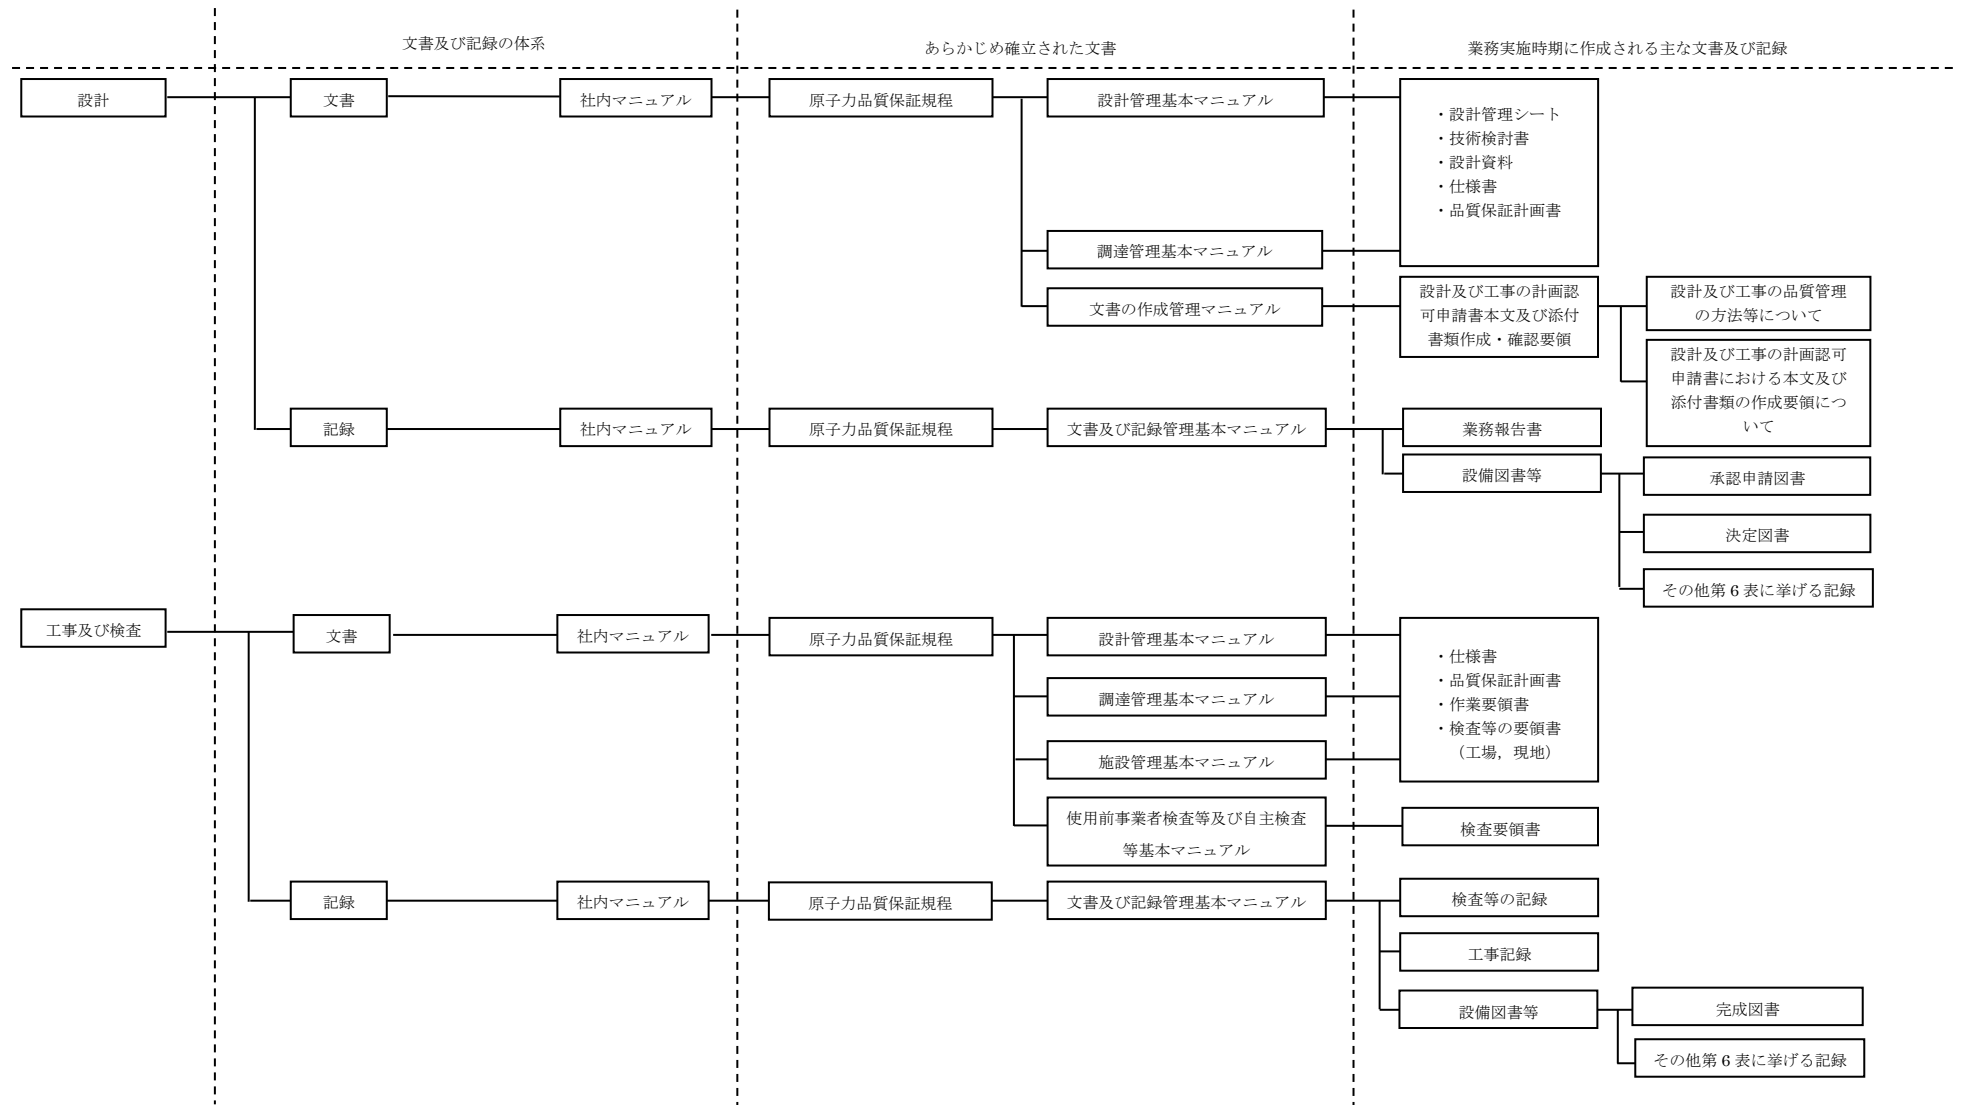 文書及び記録の体系
あらかじめ確立された文書
業務実施時期に作成される主な文書及び記録
設計
文書
社内マニュアル
原子力品質保証規程
設計管理基本マニュアル
・設計管理シート
・技術検討書
・設計資料
・仕様書
・品質保証計画書
調達管理基本マニュアル
文書の作成管理マニュアル
設計及び工事の計画認
可申請書本文及び添付
書類作成・確認要領
設計及び工事の品質管理
の方法等について
設計及び工事の計画認可
申請書における本文及び
添付書類の作成要領につ
いて
記録
社内マニュアル
原子力品質保証規程
文書及び記録管理基本マニュアル
業務報告書
設備図書等
承認申請図書
決定図書
その他第6表に挙げる記録
工事及び検査
文書
社内マニュアル
原子力品質保証規程
設計管理基本マニュアル
・仕様書
・品質保証計画書
・作業要領書
・検査等の要領書
（工場，現地）
調達管理基本マニュアル
施設管理基本マニュアル
使用前事業者検査等及び自主検査
等基本マニュアル
検査要領書
記録
社内マニュアル
原子力品質保証規程
文書及び記録管理基本マニュアル
検査等の記録
工事記録
設備図書等
完成図書
その他第6表に挙げる記録